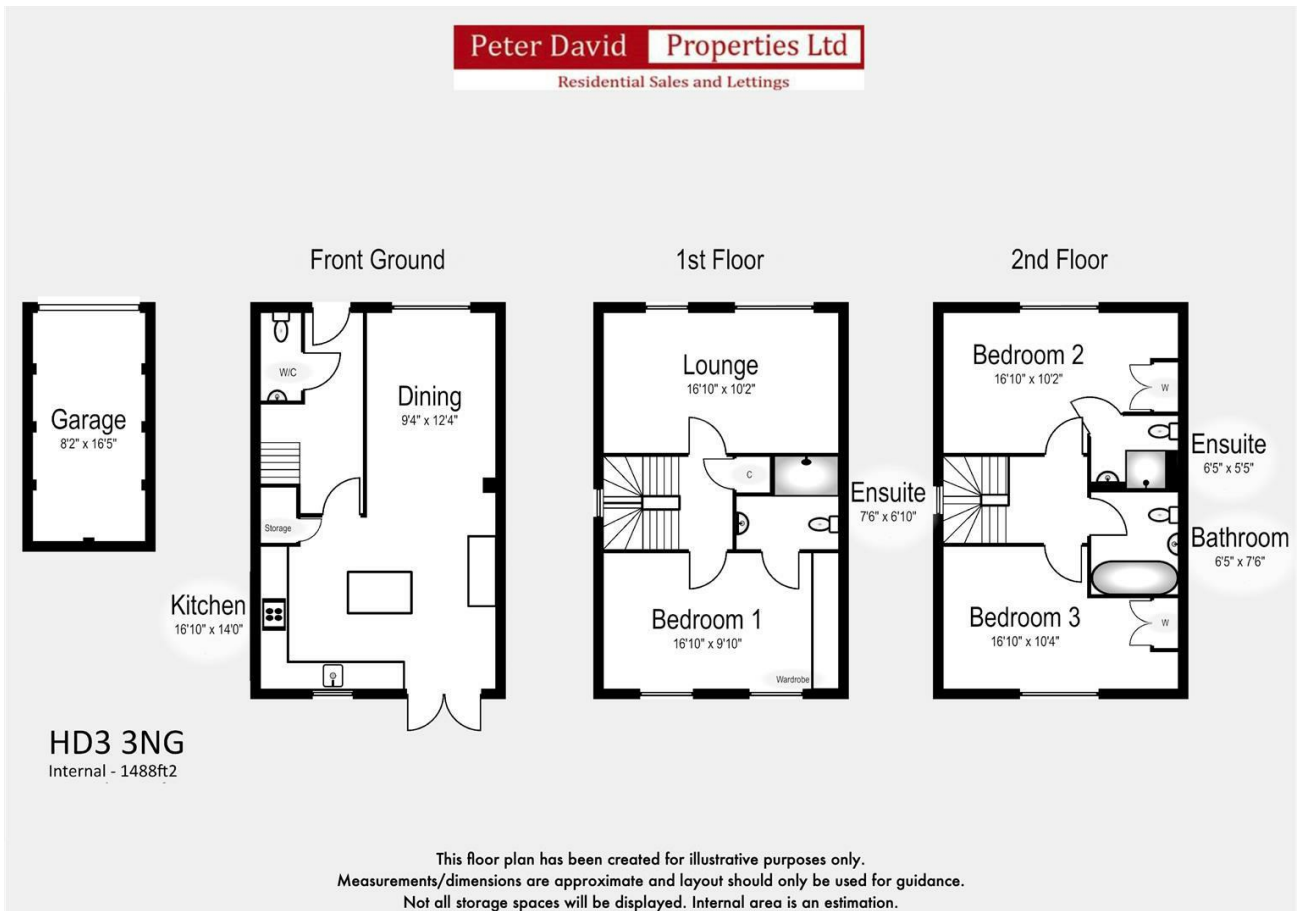 Peter David Properties Ltd
Residential Sales and Lettings
Front Ground
1st Floor
2nd Floor
Garage
8'2" x 16'5"
W/C
Dining
9'4" x 12'4"
Storage
Kitchen
16'10" x 14'0"
Lounge
16'10" x 10'2"
C
Ensuite
7'6" x 6'10"
Bedroom 1
16'10" x 9'10"
Wardrobe
Bedroom 2
16'10" x 10'2"
W
Ensuite
6'5" x 5'5"
Bathroom
6'5" x 7'6"
Bedroom 3
16'10" x 10'4"
W
HD3 3NG
Internal - 1488ft2
This floor plan has been created for illustrative purposes only.
Measurements/dimensions are approximate and layout should only be used for guidance.
Not all storage spaces will be displayed. Internal area is an estimation.